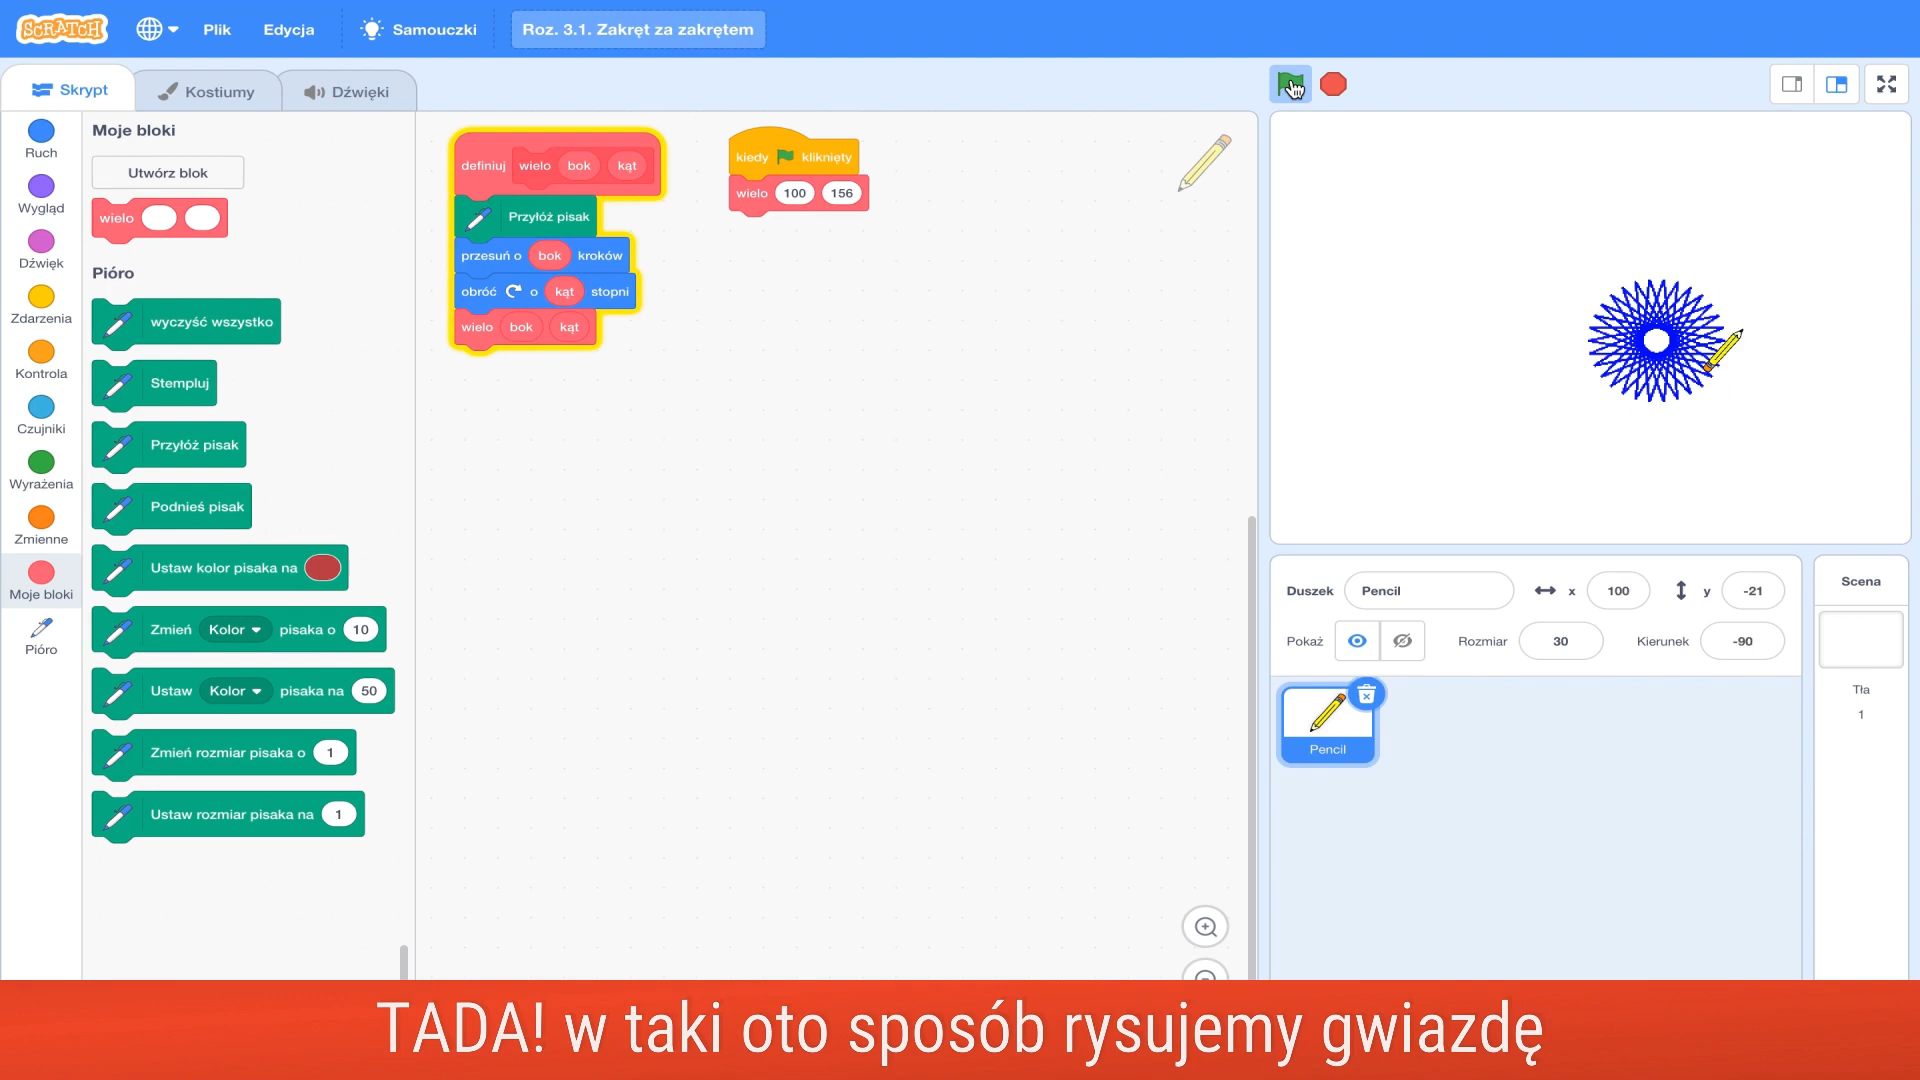 SCRATCH
Plik
Edycja
Samouczki
Roz. 3.1. Zakręt za zakrętem
Skrypt
Kostiumy
Dźwięki
Ruch
Wygląd
Dźwięk
Zdarzenia
Kontrola
Czujniki
Wyrażenia
Zmienne
Moje bloki
Pióro
Moje bloki
Utwórz blok
wielo
Pióro
wyczyść wszystko
Stempluj
Przyłóż pisak
Podnieś pisak
Ustaw kolor pisaka na
Zmień Kolor pisaka o 10
Ustaw Kolor pisaka na 50
Zmień rozmiar pisaka o 1
Ustaw rozmiar pisaka na 1
definiuj wielo bok kąt
Przyłóż pisak
przesuń o bok kroków
obróć o kąt stopni
wielo bok kąt
kiedy kliknięty
wielo 100 156
Duszek Pencil x 100 y -21
Pokaż Rozmiar 30 Kierunek -90
Pencil
Scena
Tła
1
TADA! w taki oto sposób rysujemy gwiazdę